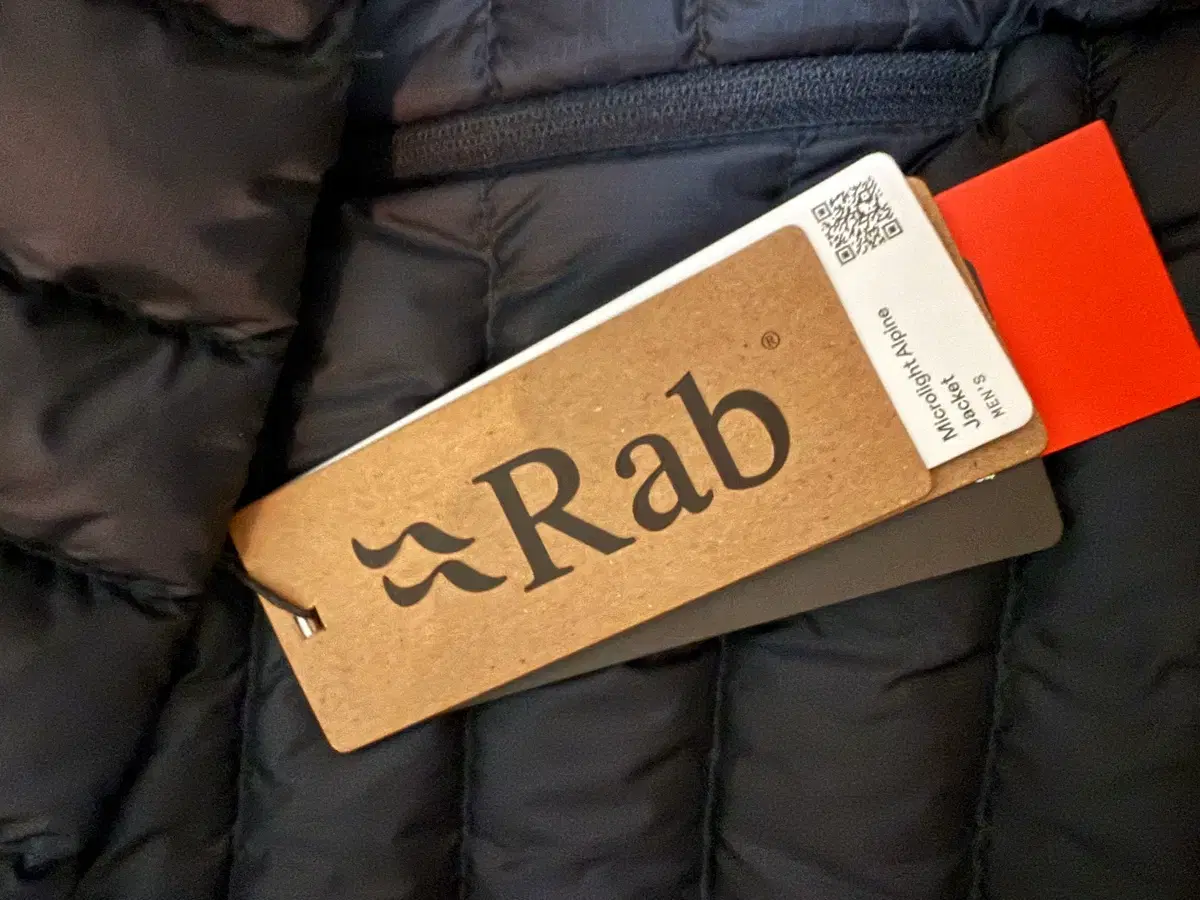 Rab®
Microlight Alpine
Jacket
MEN'S